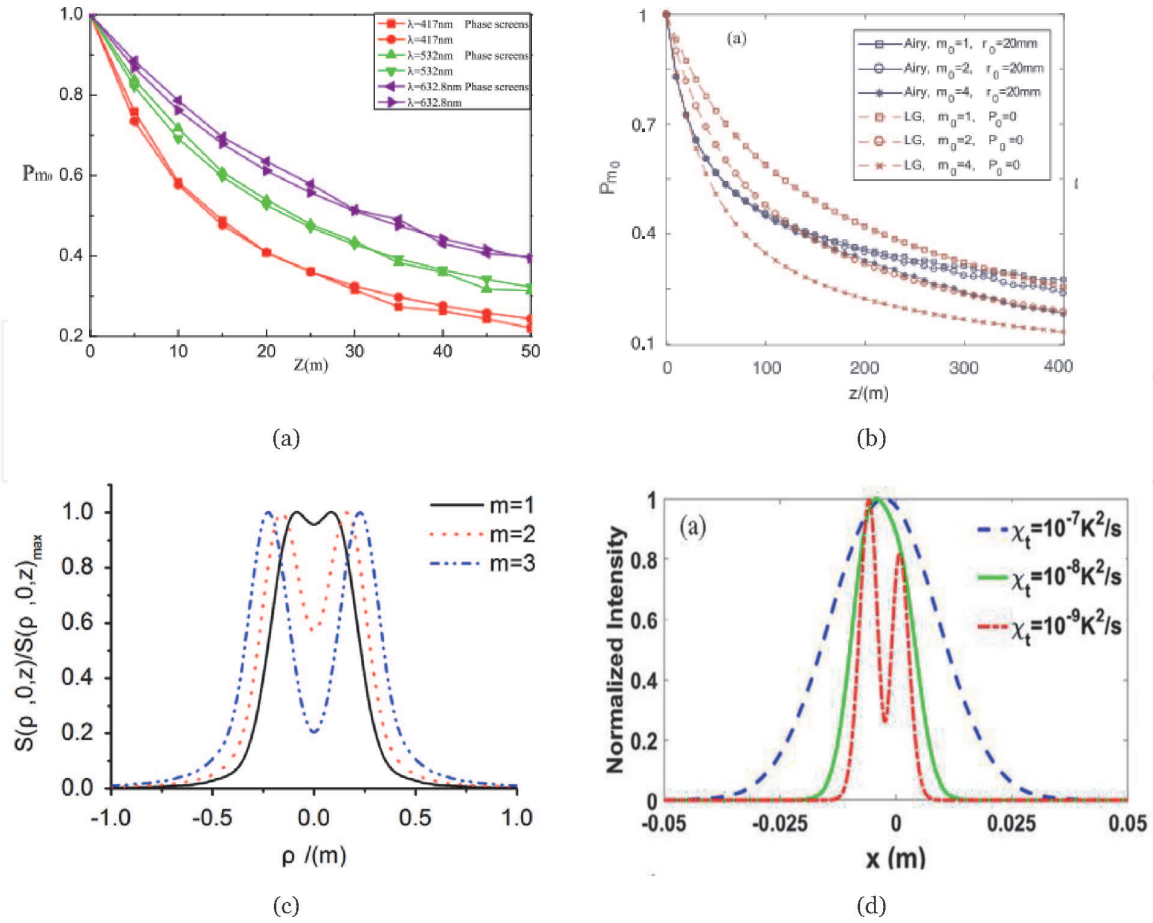 1.0
0.8
0.6
0.4
0.2
Pm₀
0 10 20 30 40 50
Z(m)
λ=417nm Phase screens
λ=417nm
λ=532nm Phase screens
λ=532nm
λ=632.8nm Phase screens
λ=632.8nm
(a)
(a)
1
0.7
0.4
0.1
Pm₀
0 100 200 300 400
z/(m)
Airy, m₀=1, r₀=20mm
Airy, m₀=2, r₀=20mm
Airy, m₀=4, r₀=20mm
LG, m₀=1, P₀=0
LG, m₀=2, P₀=0
LG, m₀=4, P₀=0
(b)
1.0
0.8
0.6
0.4
0.2
0.0
S(ρ,0,z)/S(ρ,0,z)max
-1.0 -0.5 0.0 0.5 1.0
ρ /(m)
m=1
m=2
m=3
(c)
(a)
1
0.8
0.6
0.4
0.2
0
Normalized Intensity
-0.05 -0.025 0 0.025 0.05
x (m)
χt=10⁻⁷K²/s
χt=10⁻⁸K²/s
χt=10⁻⁹K²/s
(d)